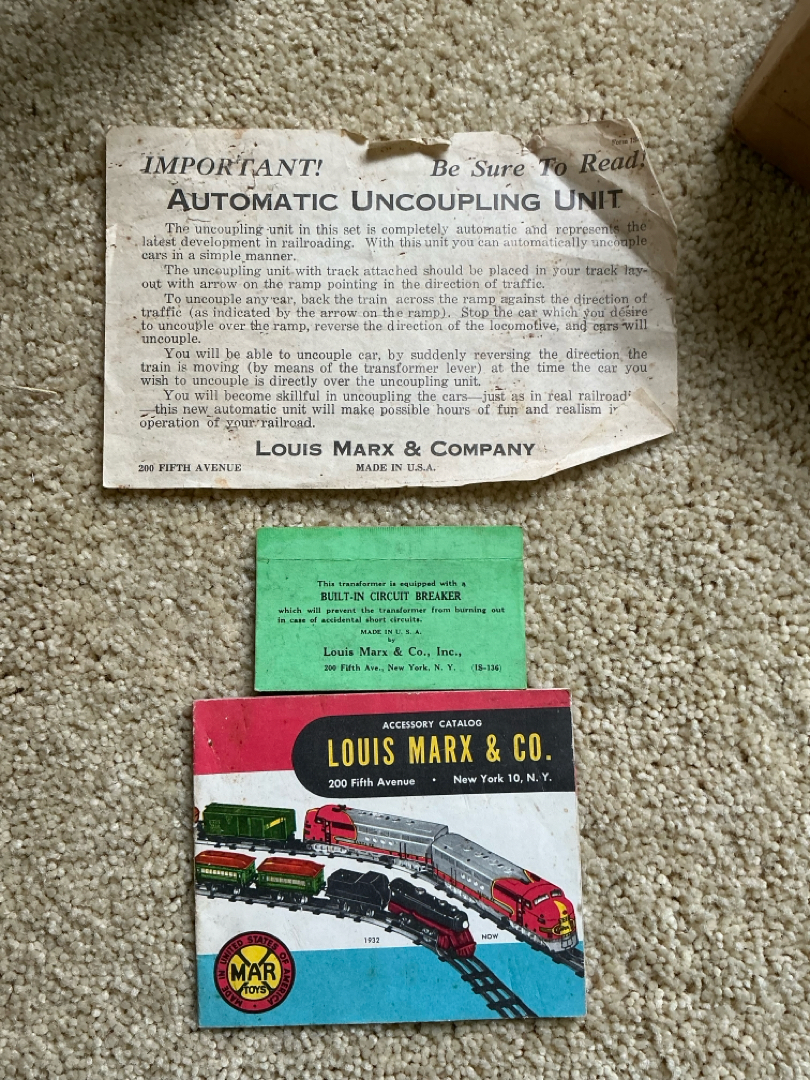 IMPORTANT! Be Sure To Read!
AUTOMATIC UNCOUPLING UNIT
The uncoupling unit in this set is completely automatic and represents the
latest development in railroading. With this unit you can automatically uncouple
cars in a simple manner.
The uncoupling unit with track attached should be placed in your track lay-
out with arrow on the ramp pointing in the direction of traffic.
To uncouple any car, back the train across the ramp against the direction of
traffic (as indicated by the arrow on the ramp). Stop the car which you desire
to uncouple over the ramp, reverse the direction of the locomotive, and cars will
uncouple.
You will be able to uncouple car, by suddenly reversing the direction the
train is moving (by means of the transformer lever) at the time the car you
wish to uncouple is directly over the uncoupling unit.
You will become skillful in uncoupling the cars—just as in real railroadi
—this new automatic unit will make possible hours of fun and realism i
operation of your railroad.
LOUIS MARX & COMPANY
200 FIFTH AVENUE MADE IN U.S.A.
This transformer is equipped with a
BUILT-IN CIRCUIT BREAKER
which will prevent the transformer from burning out
in case of accidental short circuits.
MADE IN U. S. A.
by
Louis Marx & Co., Inc.,
200 Fifth Ave., New York, N. Y. (IS-136)
ACCESSORY CATALOG
LOUIS MARX & CO.
200 Fifth Avenue • New York 10, N. Y.
1932 NOW
MADE IN UNITED STATES OF AMERICA
MAR
TOYS